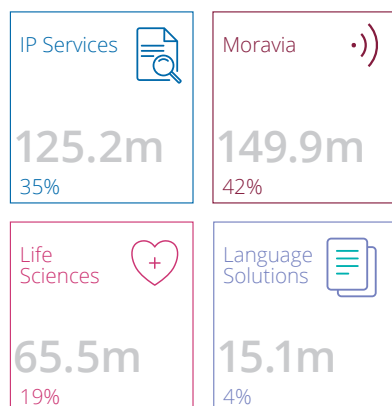 IP Services
125.2m
35%
Moravia
149.9m
42%
Life
Sciences
65.5m
19%
Language
Solutions
15.1m
4%